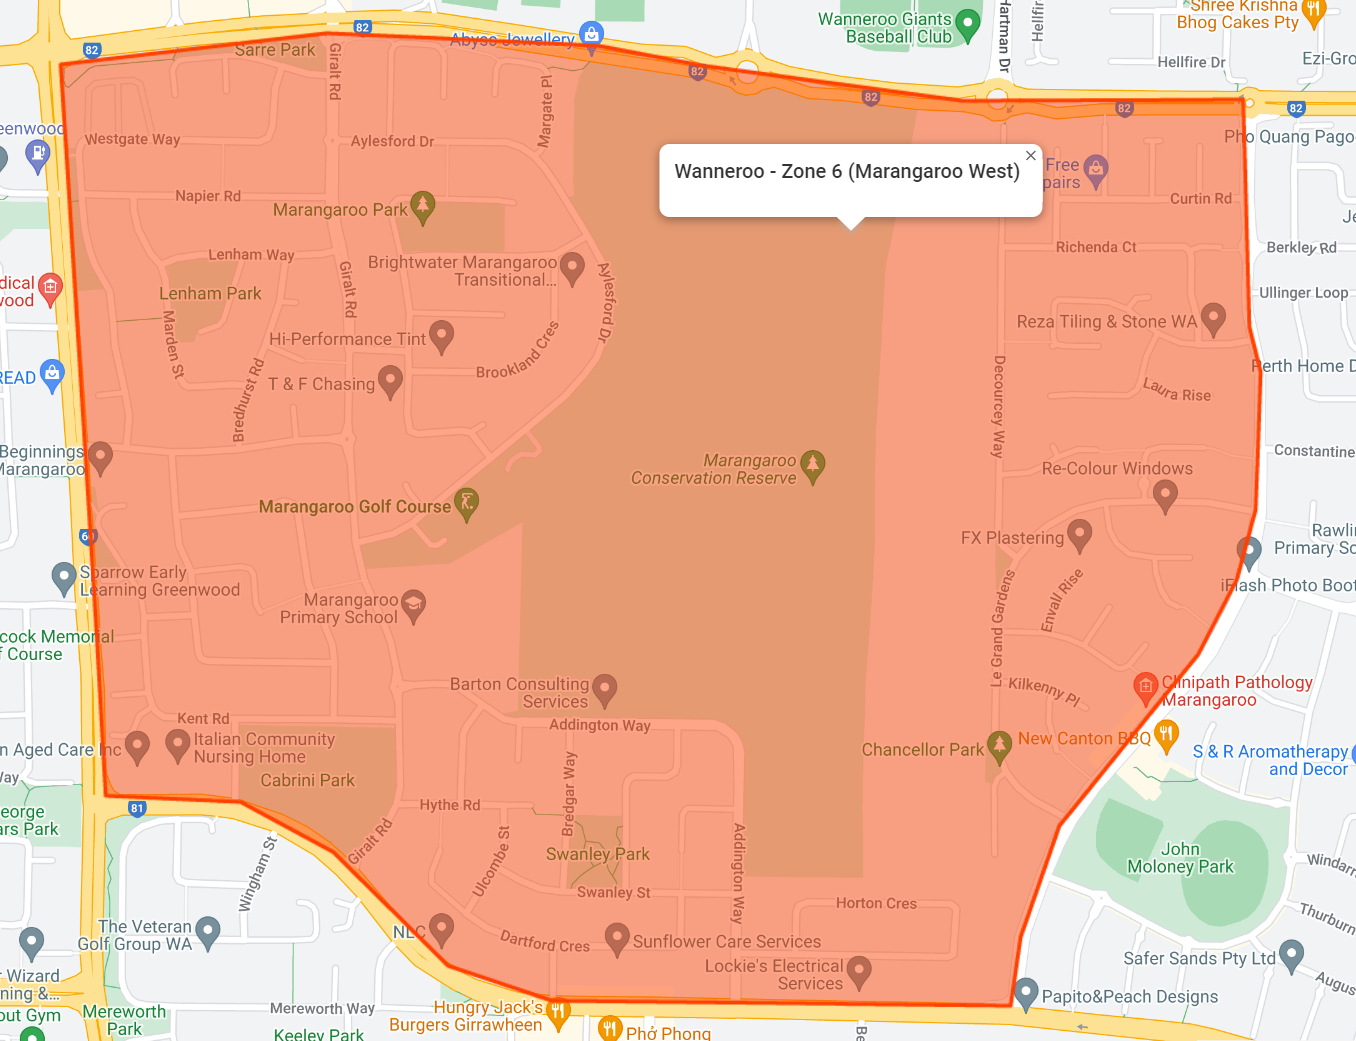 Shree Krishna
Bhog Cakes Pty
Wanneroo Giants
Baseball Club
Hartman Dr
Hellfir
82
82
Sarre Park
Giralt Rd
Abyss Jewellery
Hellfire Dr
Ezi-Gro
82
82
82
82
Margate Pl
eenwood
Westgate Way
Aylesford Dr
Pho Quang Pago
Wanneroo - Zone 6 (Marangaroo West)
Free
pairs
Napier Rd
Marangaroo Park
Curtin Rd
Je
Lenham Way
Brightwater Marangaroo
Transitional...
Richenda Ct
Berkley Rd
dical
wood
Lenham Park
Giralt Rd
Aylesford Dr
Ullinger Loop
Marden St
Hi-Performance Tint
Brookland Cres
Reza Tiling & Stone WA
READ
T & F Chasing
Bredhurst Rd
Decourcey Way
Laura Rise
Perth Home D
Beginnings
Marangaroo
Marangaroo
Conservation Reserve
Re-Colour Windows
Constantine
Marangaroo Golf Course
FX Plastering
Rawlin
Primary Sc
Sparrow Early
Learning Greenwood
Marangaroo
Primary School
Le Grand Gardens
Envall Rise
iFlash Photo Boot
cock Memorial
f Course
Barton Consulting
Services
Kilkenny Pl
Clinipath Pathology
Marangaroo
Kent Rd
Addington Way
n Aged Care Inc
Italian Community
Nursing Home
Chancellor Park
New Canton BBQ
S & R Aromatherapy
and Decor
Way
Cabrini Park
Bredgar Way
81
Hythe Rd
eorge
ars Park
Giralt Rd
Ulcombe St
Swanley Park
Addington Way
John
Moloney Park
Windarr
Wingham St
Swanley St
Horton Cres
Thurburn
The Veteran
Golf Group WA
NLC
Dartford Cres
Sunflower Care Services
Safer Sands Pty Ltd
Wizard
ning &...
Lockie's Electrical
Services
Augus
out Gym
Mereworth
Park
Mereworth Way
Keeley Park
Hungry Jack's
Burgers Girrawheen
Phở Phong
Be
Papito&Peach Designs